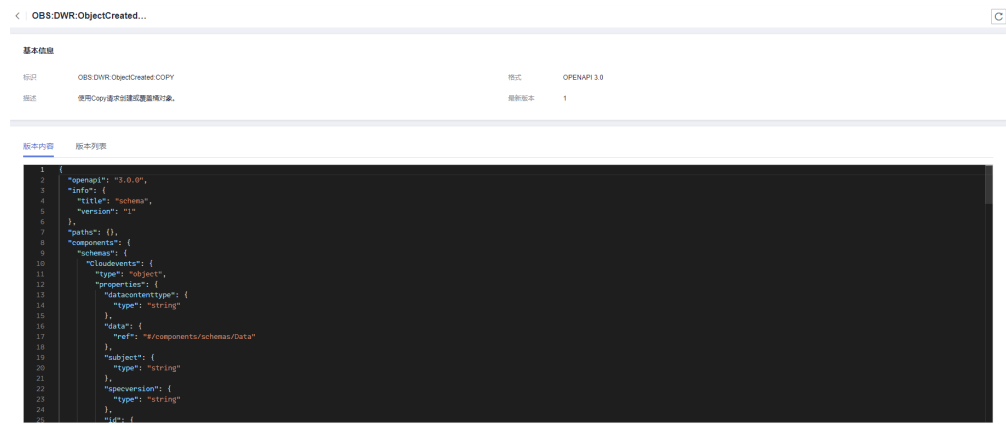 OBS:DWR:ObjectCreated...
基本信息
标识 OBS:DWR:ObjectCreated:COPY 格式 OPENAPI 3.0
描述 使用Copy请求创建或覆盖桶对象。 最新版本 1
版本内容 版本列表
1 {
2 "openapi": "3.0.0",
3 "info": {
4 "title": "schema",
5 "version": "1"
6 },
7 "paths": {},
8 "components": {
9 "schemas": {
10 "Cloudevents": {
11 "type": "object",
12 "properties": {
13 "datacontenttype": {
14 "type": "string"
15 },
16 "data": {
17 "ref": "#/components/schemas/Data"
18 },
19 "subject": {
20 "type": "string"
21 },
22 "specversion": {
23 "type": "string"
24 },
25 "id": {